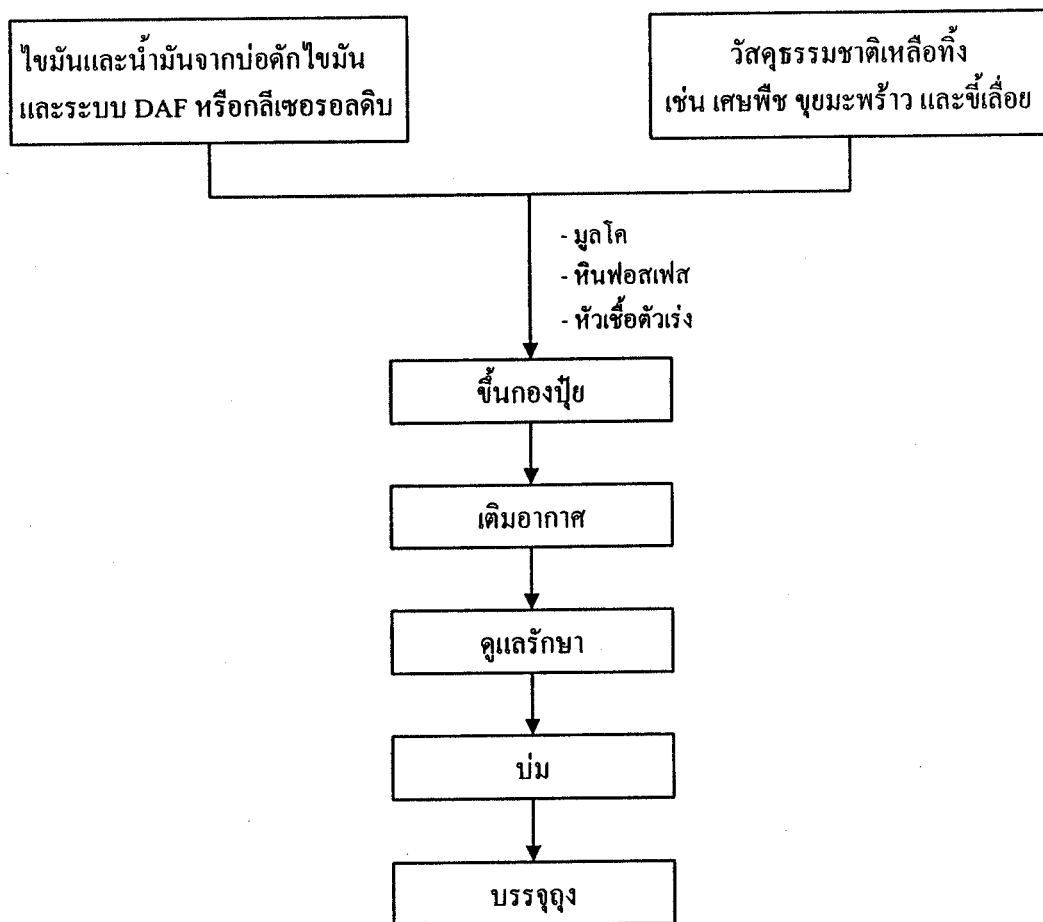 ไขมันและน้ำมันจากบ่อดักไขมัน
และระบบ DAF หรือกลีเซอรอลดิบ
วัสดุธรรมชาติเหลือทิ้ง
เช่น เศษพืช ขุยมะพร้าว และขี้เลื่อย
- มูลโค
- หินฟอสเฟส
- หัวเชื้อตัวเร่ง
ขึ้นกองปุ๋ย
เติมอากาศ
ดูแลรักษา
บ่ม
บรรจุถุง